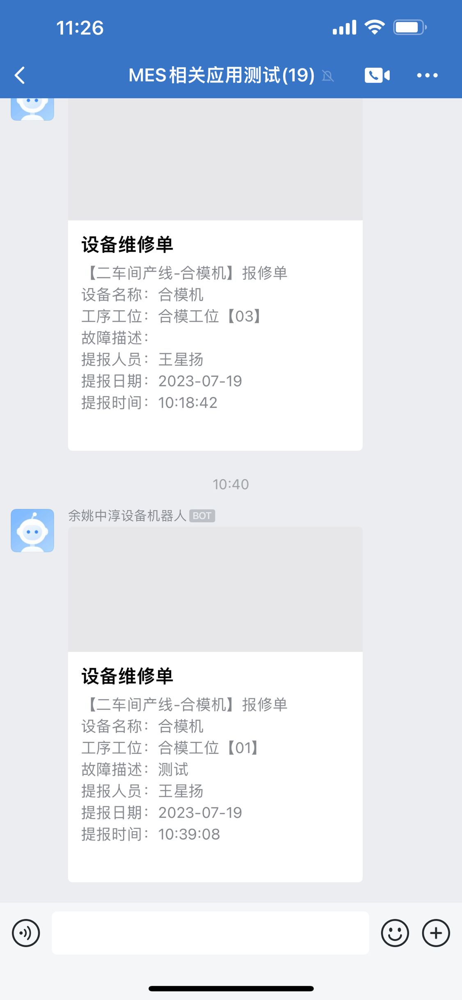 11:26
MES相关应用测试(19)
设备维修单
【二车间产线-合模机】报修单
设备名称：合模机
工序工位：合模工位【03】
故障描述：
提报人员：王星扬
提报日期：2023-07-19
提报时间：10:18:42
10:40
余姚中淳设备机器人 BOT
设备维修单
【二车间产线-合模机】报修单
设备名称：合模机
工序工位：合模工位【01】
故障描述：测试
提报人员：王星扬
提报日期：2023-07-19
提报时间：10:39:08